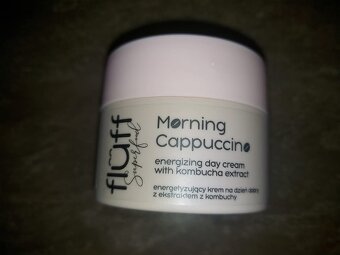 fluff
Superfood
Morning
Cappuccino
energizing day cream
with kombucha extract
energetyzujący krem na dzień dobry
z ekstraktem z kombuchy